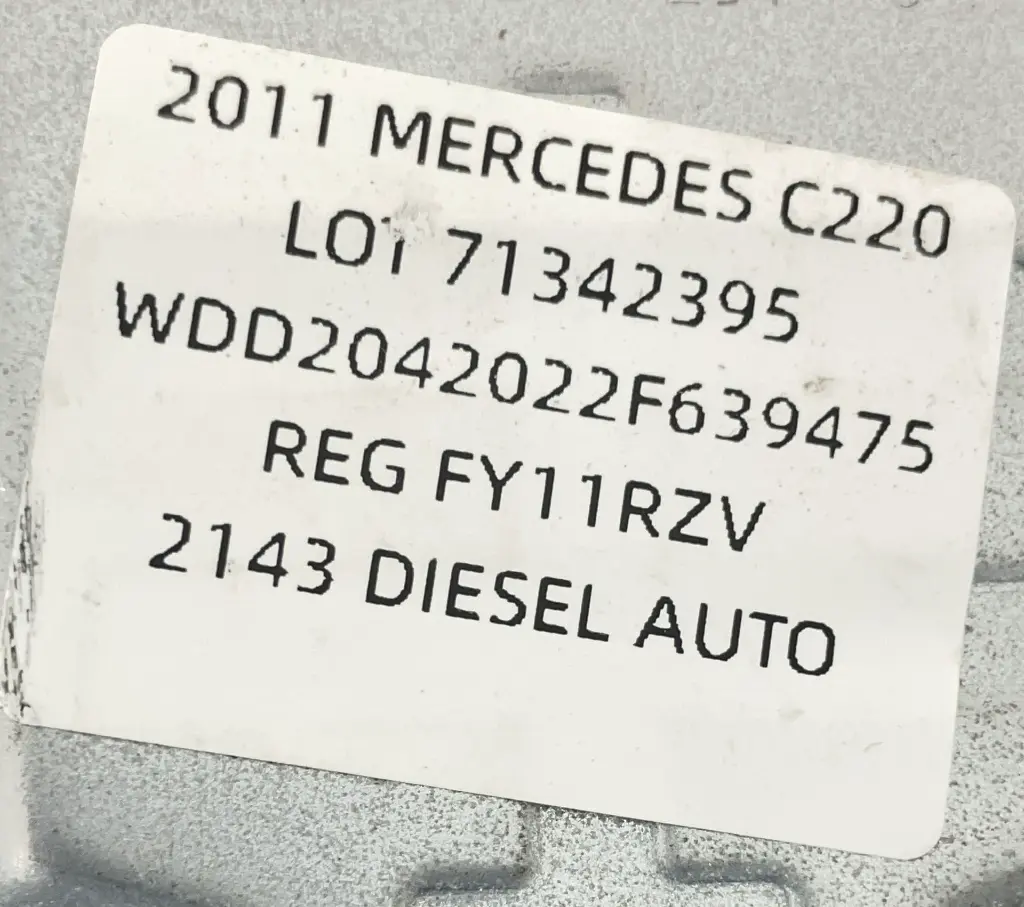 2011 MERCEDES C220
LOT 71342395
WDD2042022F639475
REG FY11RZV
2143 DIESEL AUTO